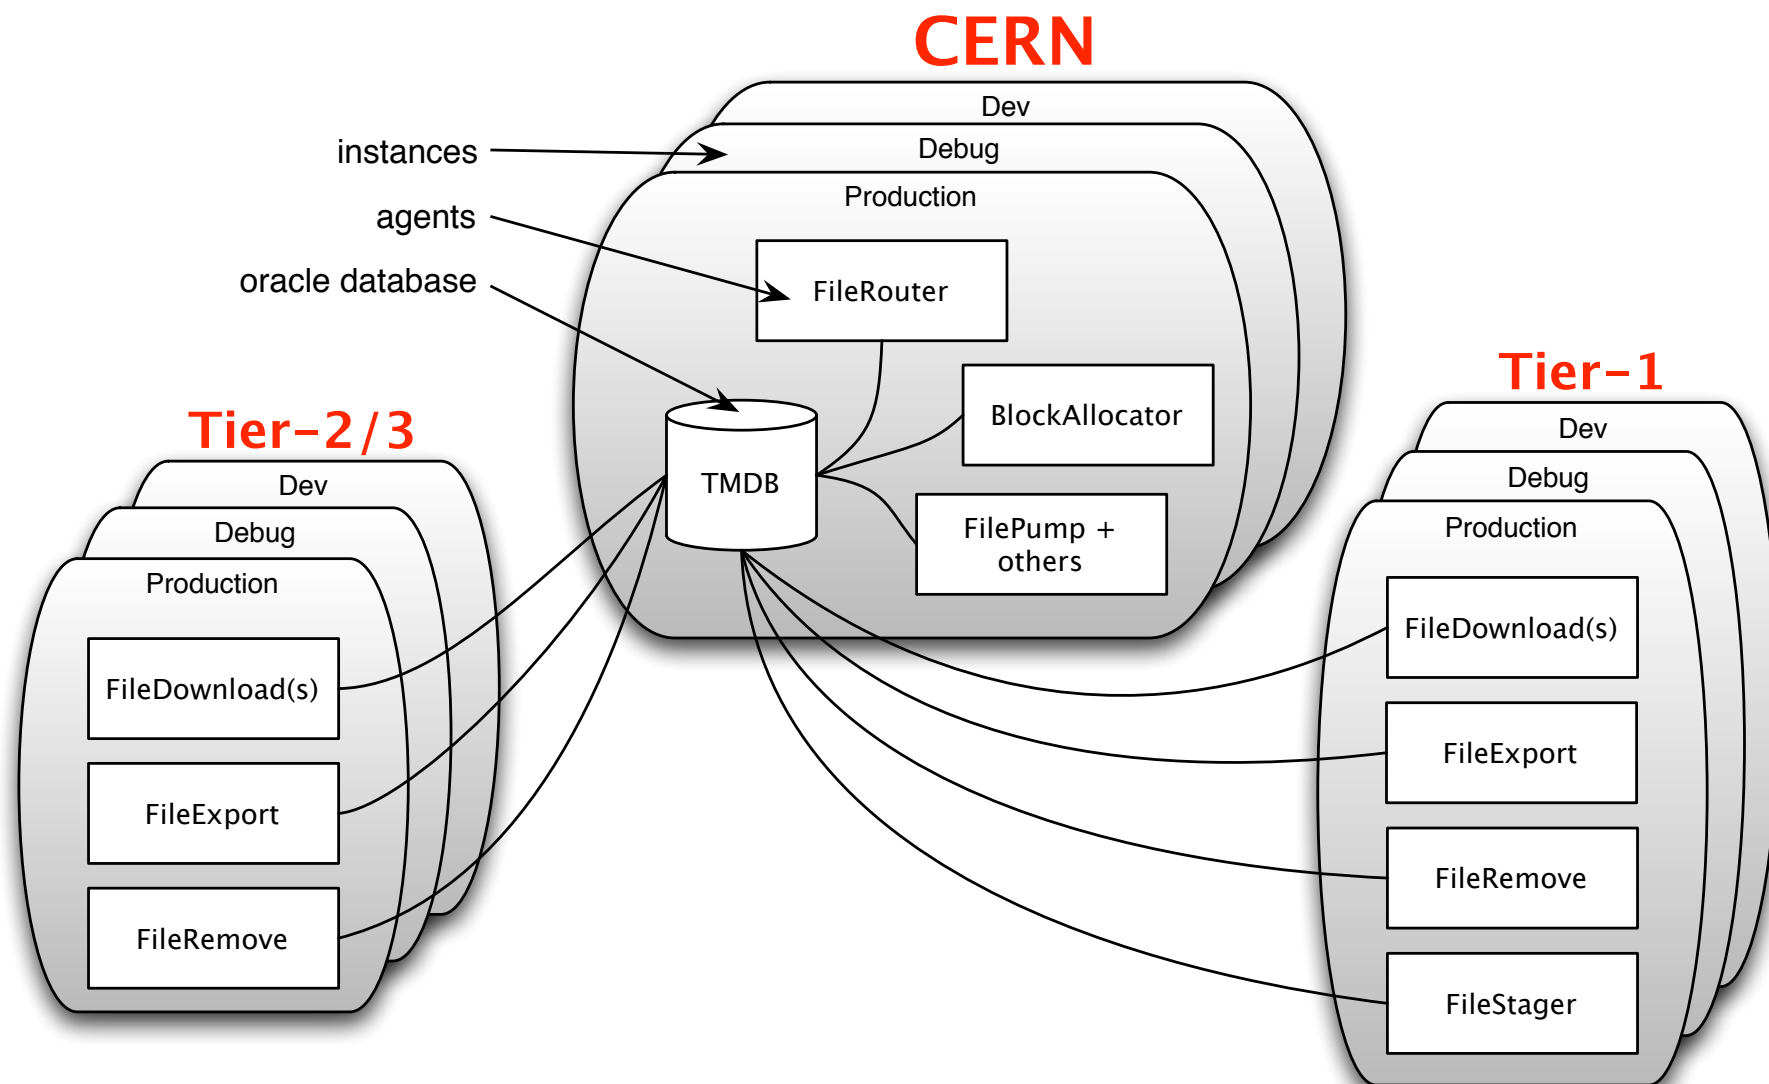 CERN
Dev
Debug
Production
instances
agents
oracle database
FileRouter
BlockAllocator
TMDB
FilePump +
others
Tier-2/3
Dev
Debug
Production
FileDownload(s)
FileExport
FileRemove
Tier-1
Dev
Debug
Production
FileDownload(s)
FileExport
FileRemove
FileStager